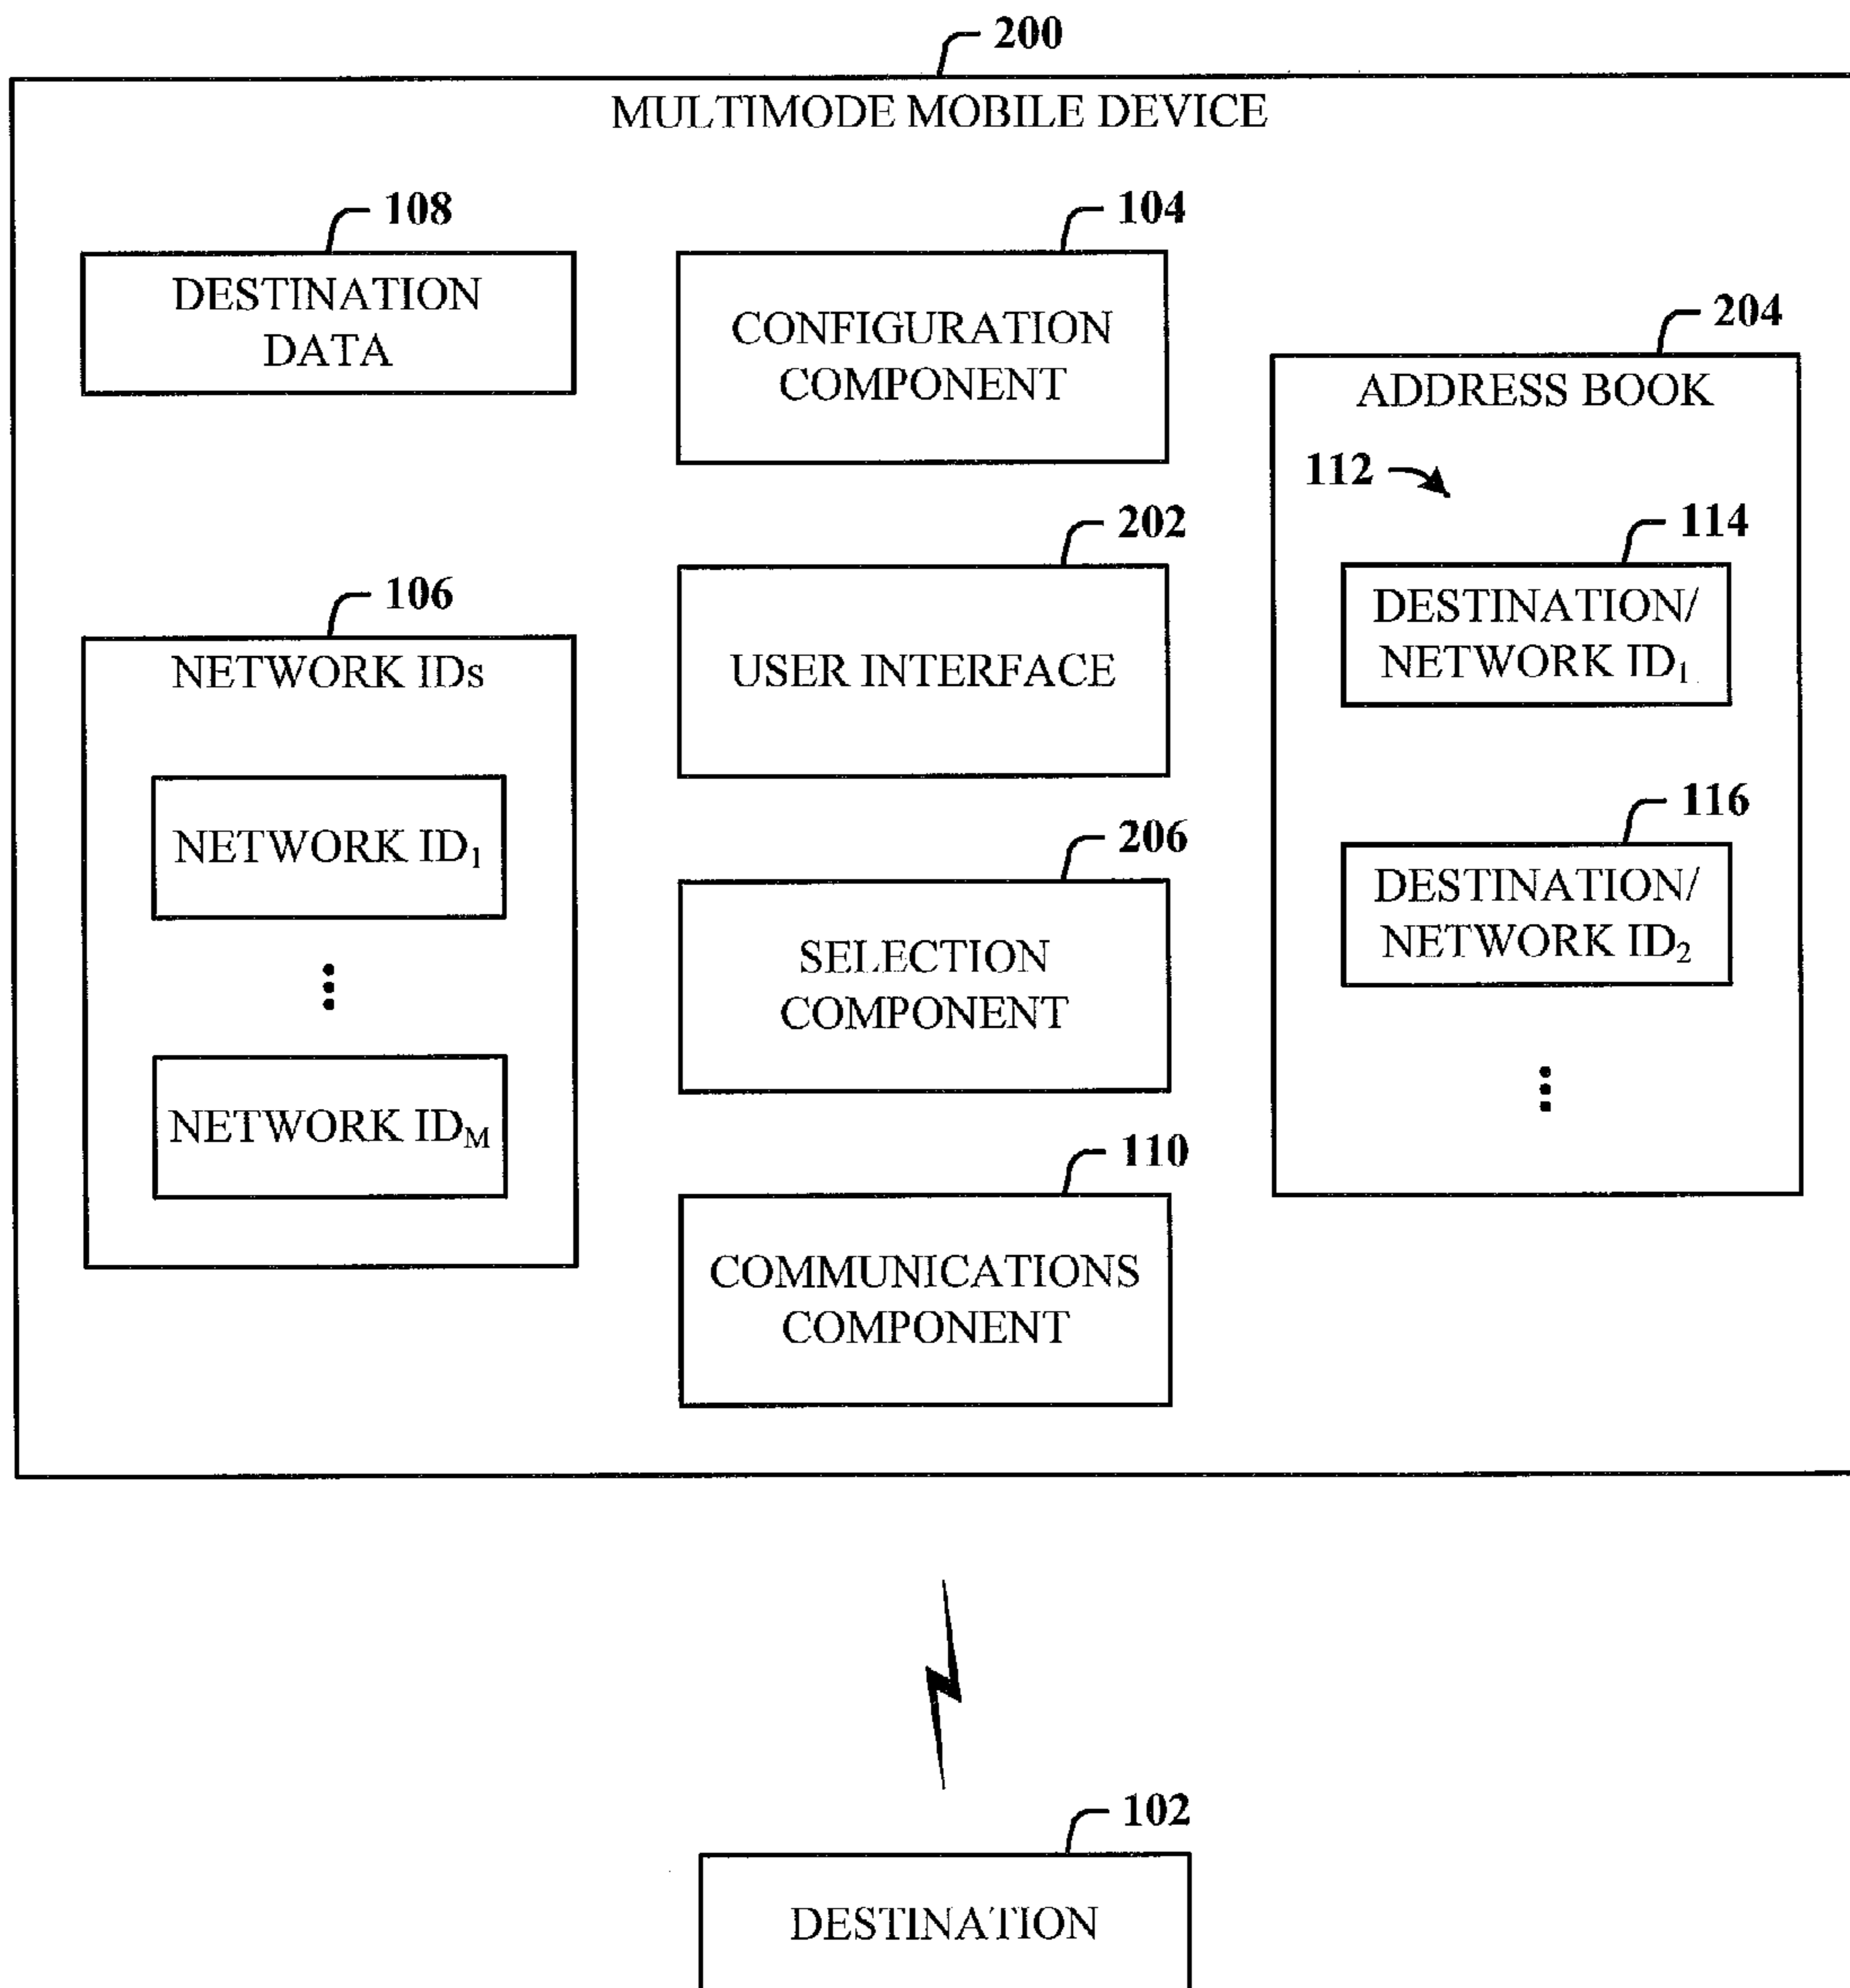 200
MULTIMODE MOBILE DEVICE
108
DESTINATION
DATA
104
CONFIGURATION
COMPONENT
204
ADDRESS BOOK
112
114
DESTINATION/
NETWORK ID₁
202
USER INTERFACE
106
NETWORK IDs
NETWORK ID₁
NETWORK IDM
116
DESTINATION/
NETWORK ID₂
206
SELECTION
COMPONENT
110
COMMUNICATIONS
COMPONENT
102
DESTINATION